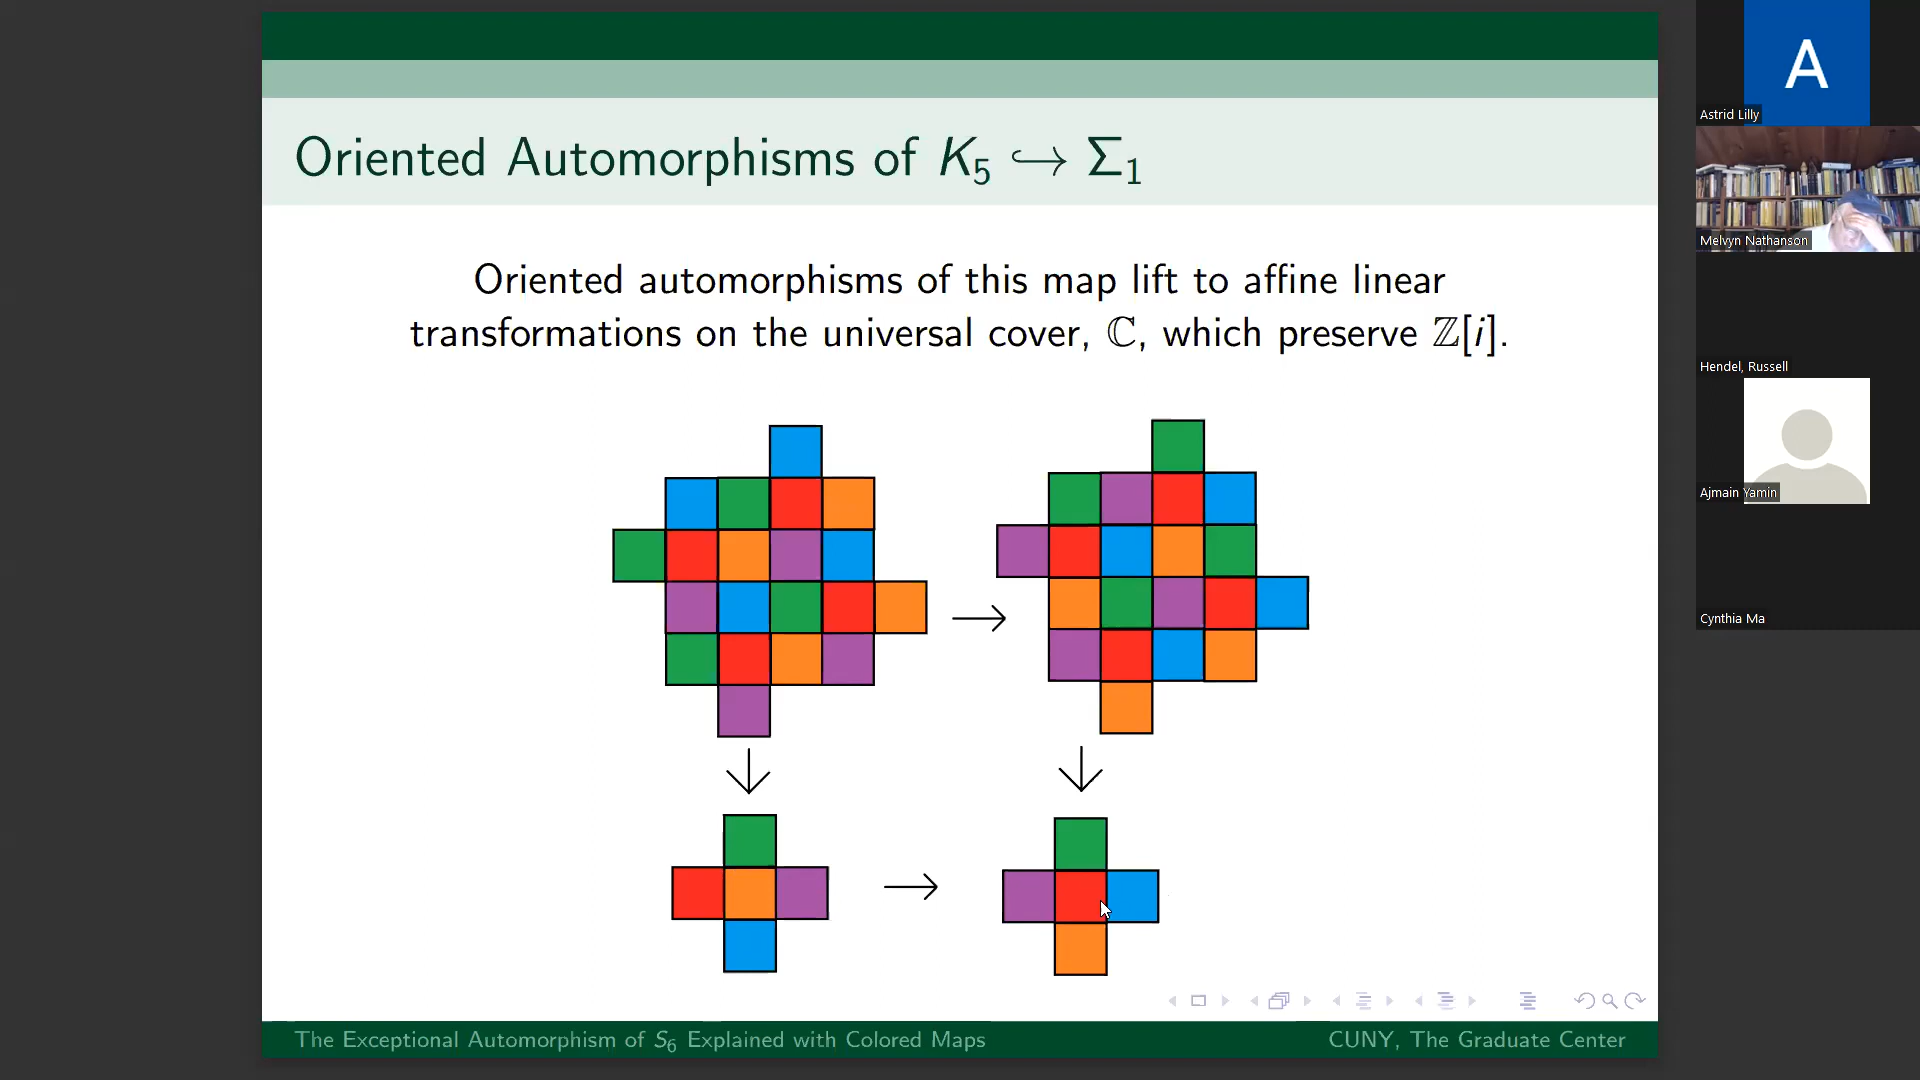 Oriented Automorphisms of K₅ ↪ Σ₁
Oriented automorphisms of this map lift to affine linear
transformations on the universal cover, ℂ, which preserve ℤ[i].
The Exceptional Automorphism of S₆ Explained with Colored Maps
CUNY, The Graduate Center
A
Astrid Lilly
Melvyn Nathanson
Hendel, Russell
Ajmain Yamin
Cynthia Ma